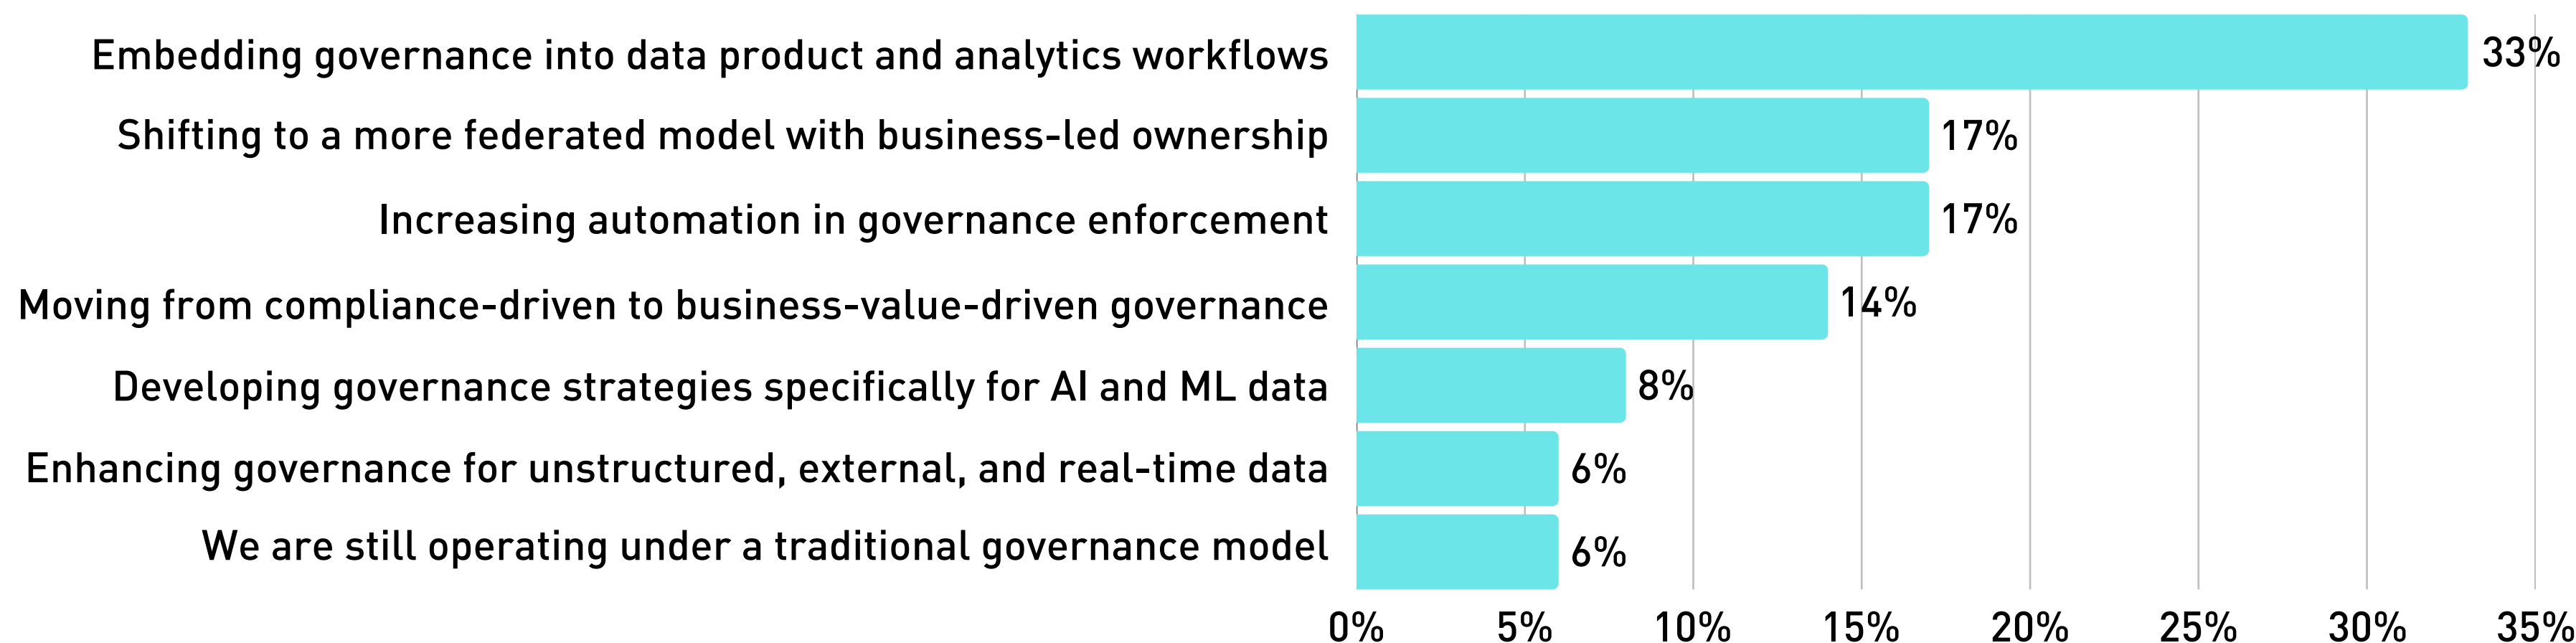 Embedding governance into data product and analytics workflows 33%
Shifting to a more federated model with business-led ownership 17%
Increasing automation in governance enforcement 17%
Moving from compliance-driven to business-value-driven governance 14%
Developing governance strategies specifically for AI and ML data 8%
Enhancing governance for unstructured, external, and real-time data 6%
We are still operating under a traditional governance model 6%
0% 5% 10% 15% 20% 25% 30% 35%